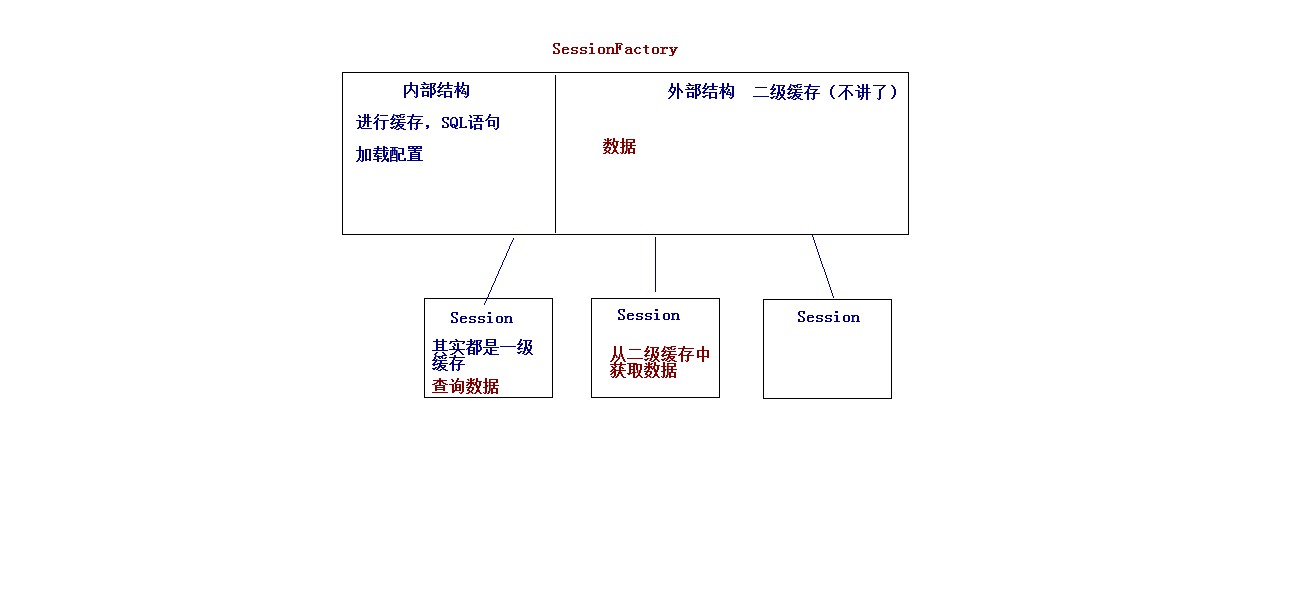 SessionFactory
内部结构
外部结构 二级缓存（不讲了）
进行缓存，SQL语句
数据
加载配置
Session
其实都是一级
缓存
查询数据
Session
从二级缓存中
获取数据
Session